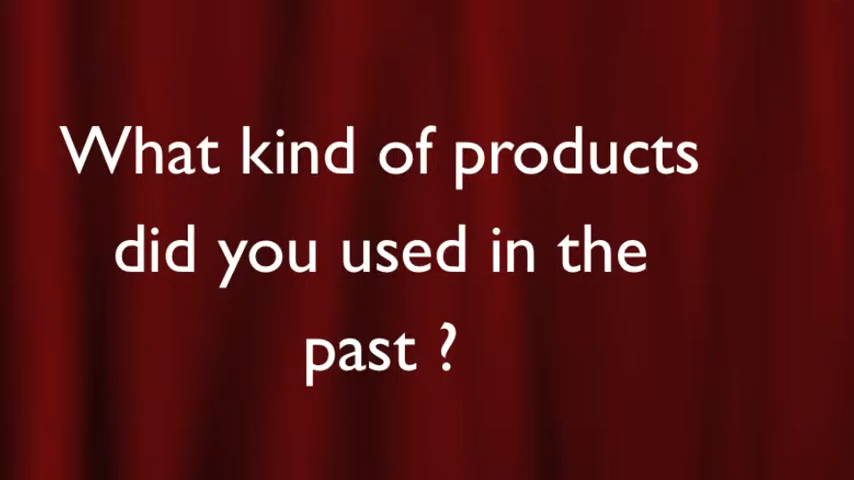 What kind of products
did you used in the
past ?